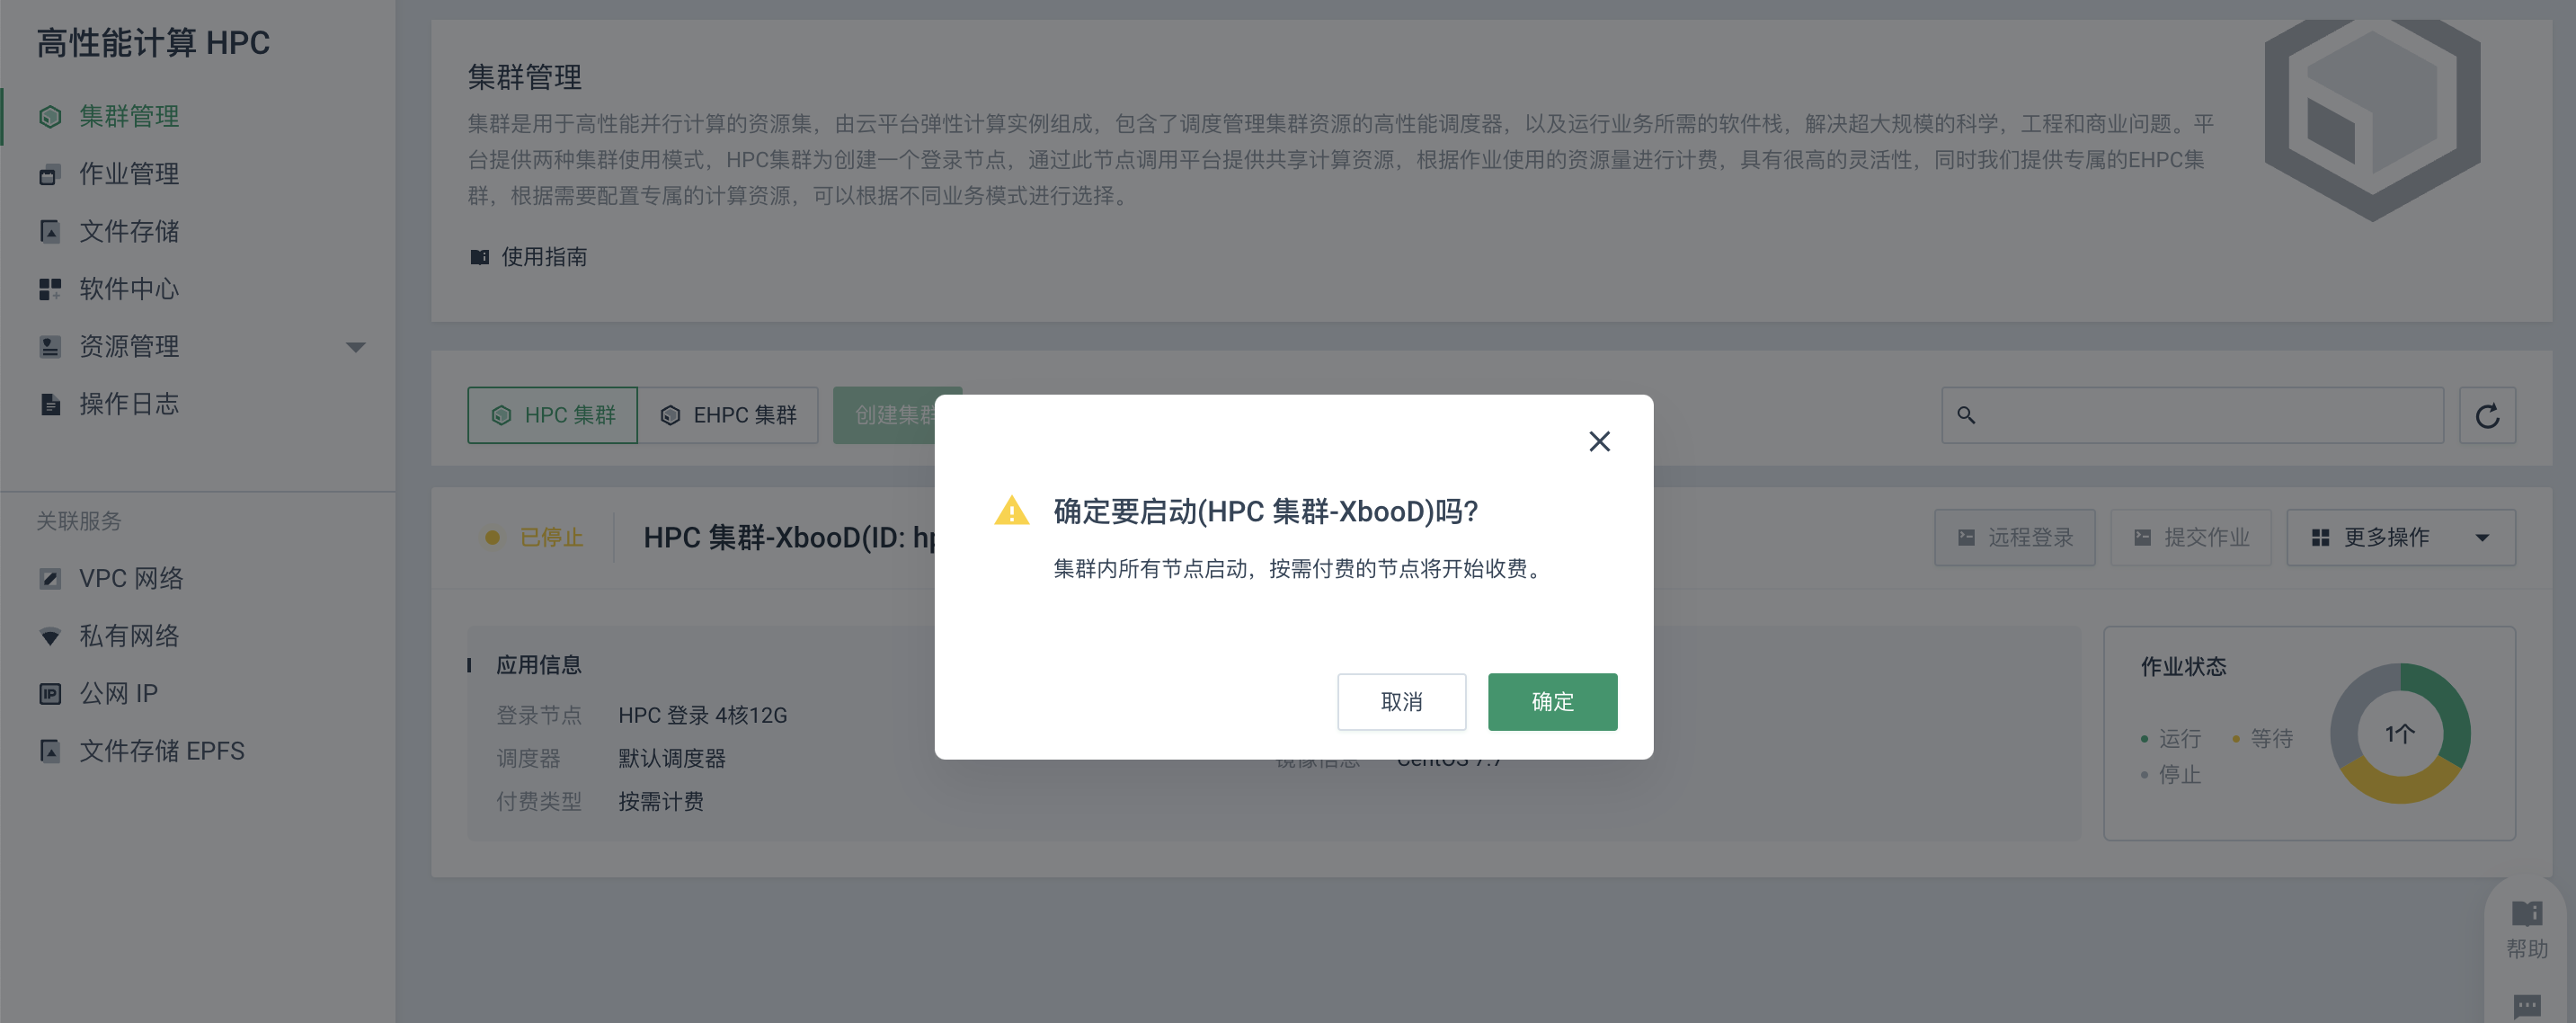 高性能计算 HPC
集群管理
作业管理
文件存储
软件中心
资源管理
操作日志
关联服务
VPC 网络
私有网络
公网 IP
文件存储 EPFS
集群管理
集群是用于高性能并行计算的资源集，由云平台弹性计算实例组成，包含了调度管理集群资源的高性能调度器，以及运行业务所需的软件栈，解决超大规模的科学，工程和商业问题。平
台提供两种集群使用模式，HPC集群为创建一个登录节点，通过此节点调用平台提供共享计算资源，根据作业使用的资源量进行计费，具有很高的灵活性，同时我们提供专属的EHPC集
群，根据需要配置专属的计算资源，可以根据不同业务模式进行选择。
使用指南
HPC 集群
EHPC 集群
创建集群
已停止
HPC 集群-XbooD(ID:
远程登录
提交作业
更多操作
确定要启动(HPC 集群-XbooD)吗?
集群内所有节点启动，按需付费的节点将开始收费。
取消
确定
应用信息
登录节点 HPC 登录 4核12G
调度器 默认调度器
镜像信息 CentOS 7.7
付费类型 按需计费
作业状态
运行
等待
停止
1个
帮助